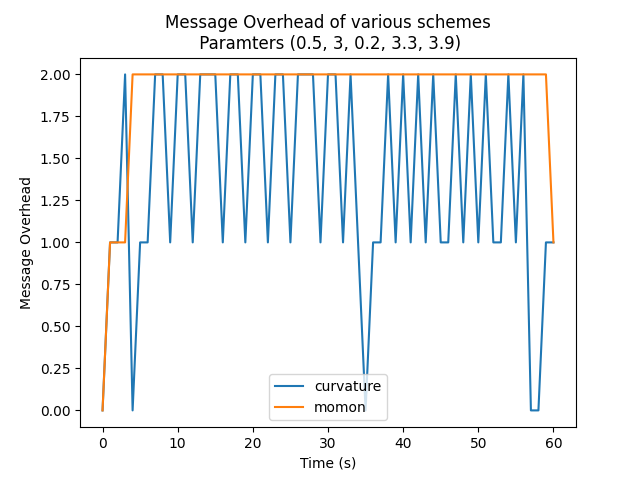 Message Overhead of various schemes
Paramters (0.5, 3, 0.2, 3.3, 3.9)
Message Overhead
2.00
1.75
1.50
1.25
1.00
0.75
0.50
0.25
0.00
curvature
momon
0 10 20 30 40 50 60
Time (s)